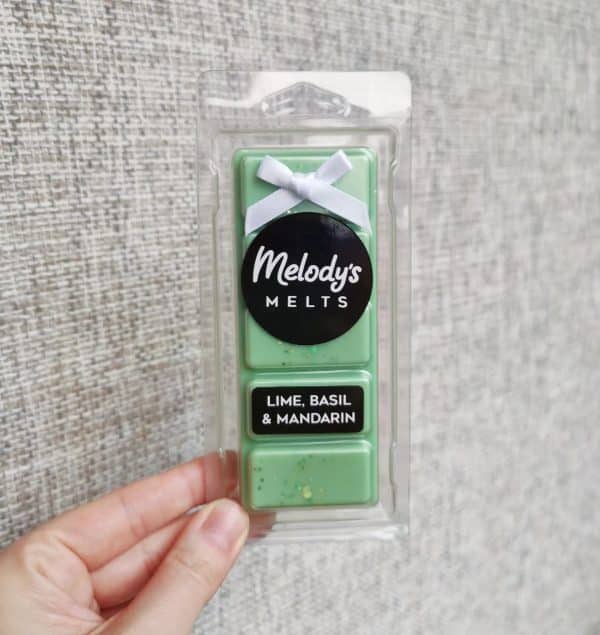 Melody's
MELTS
LIME, BASIL
& MANDARIN